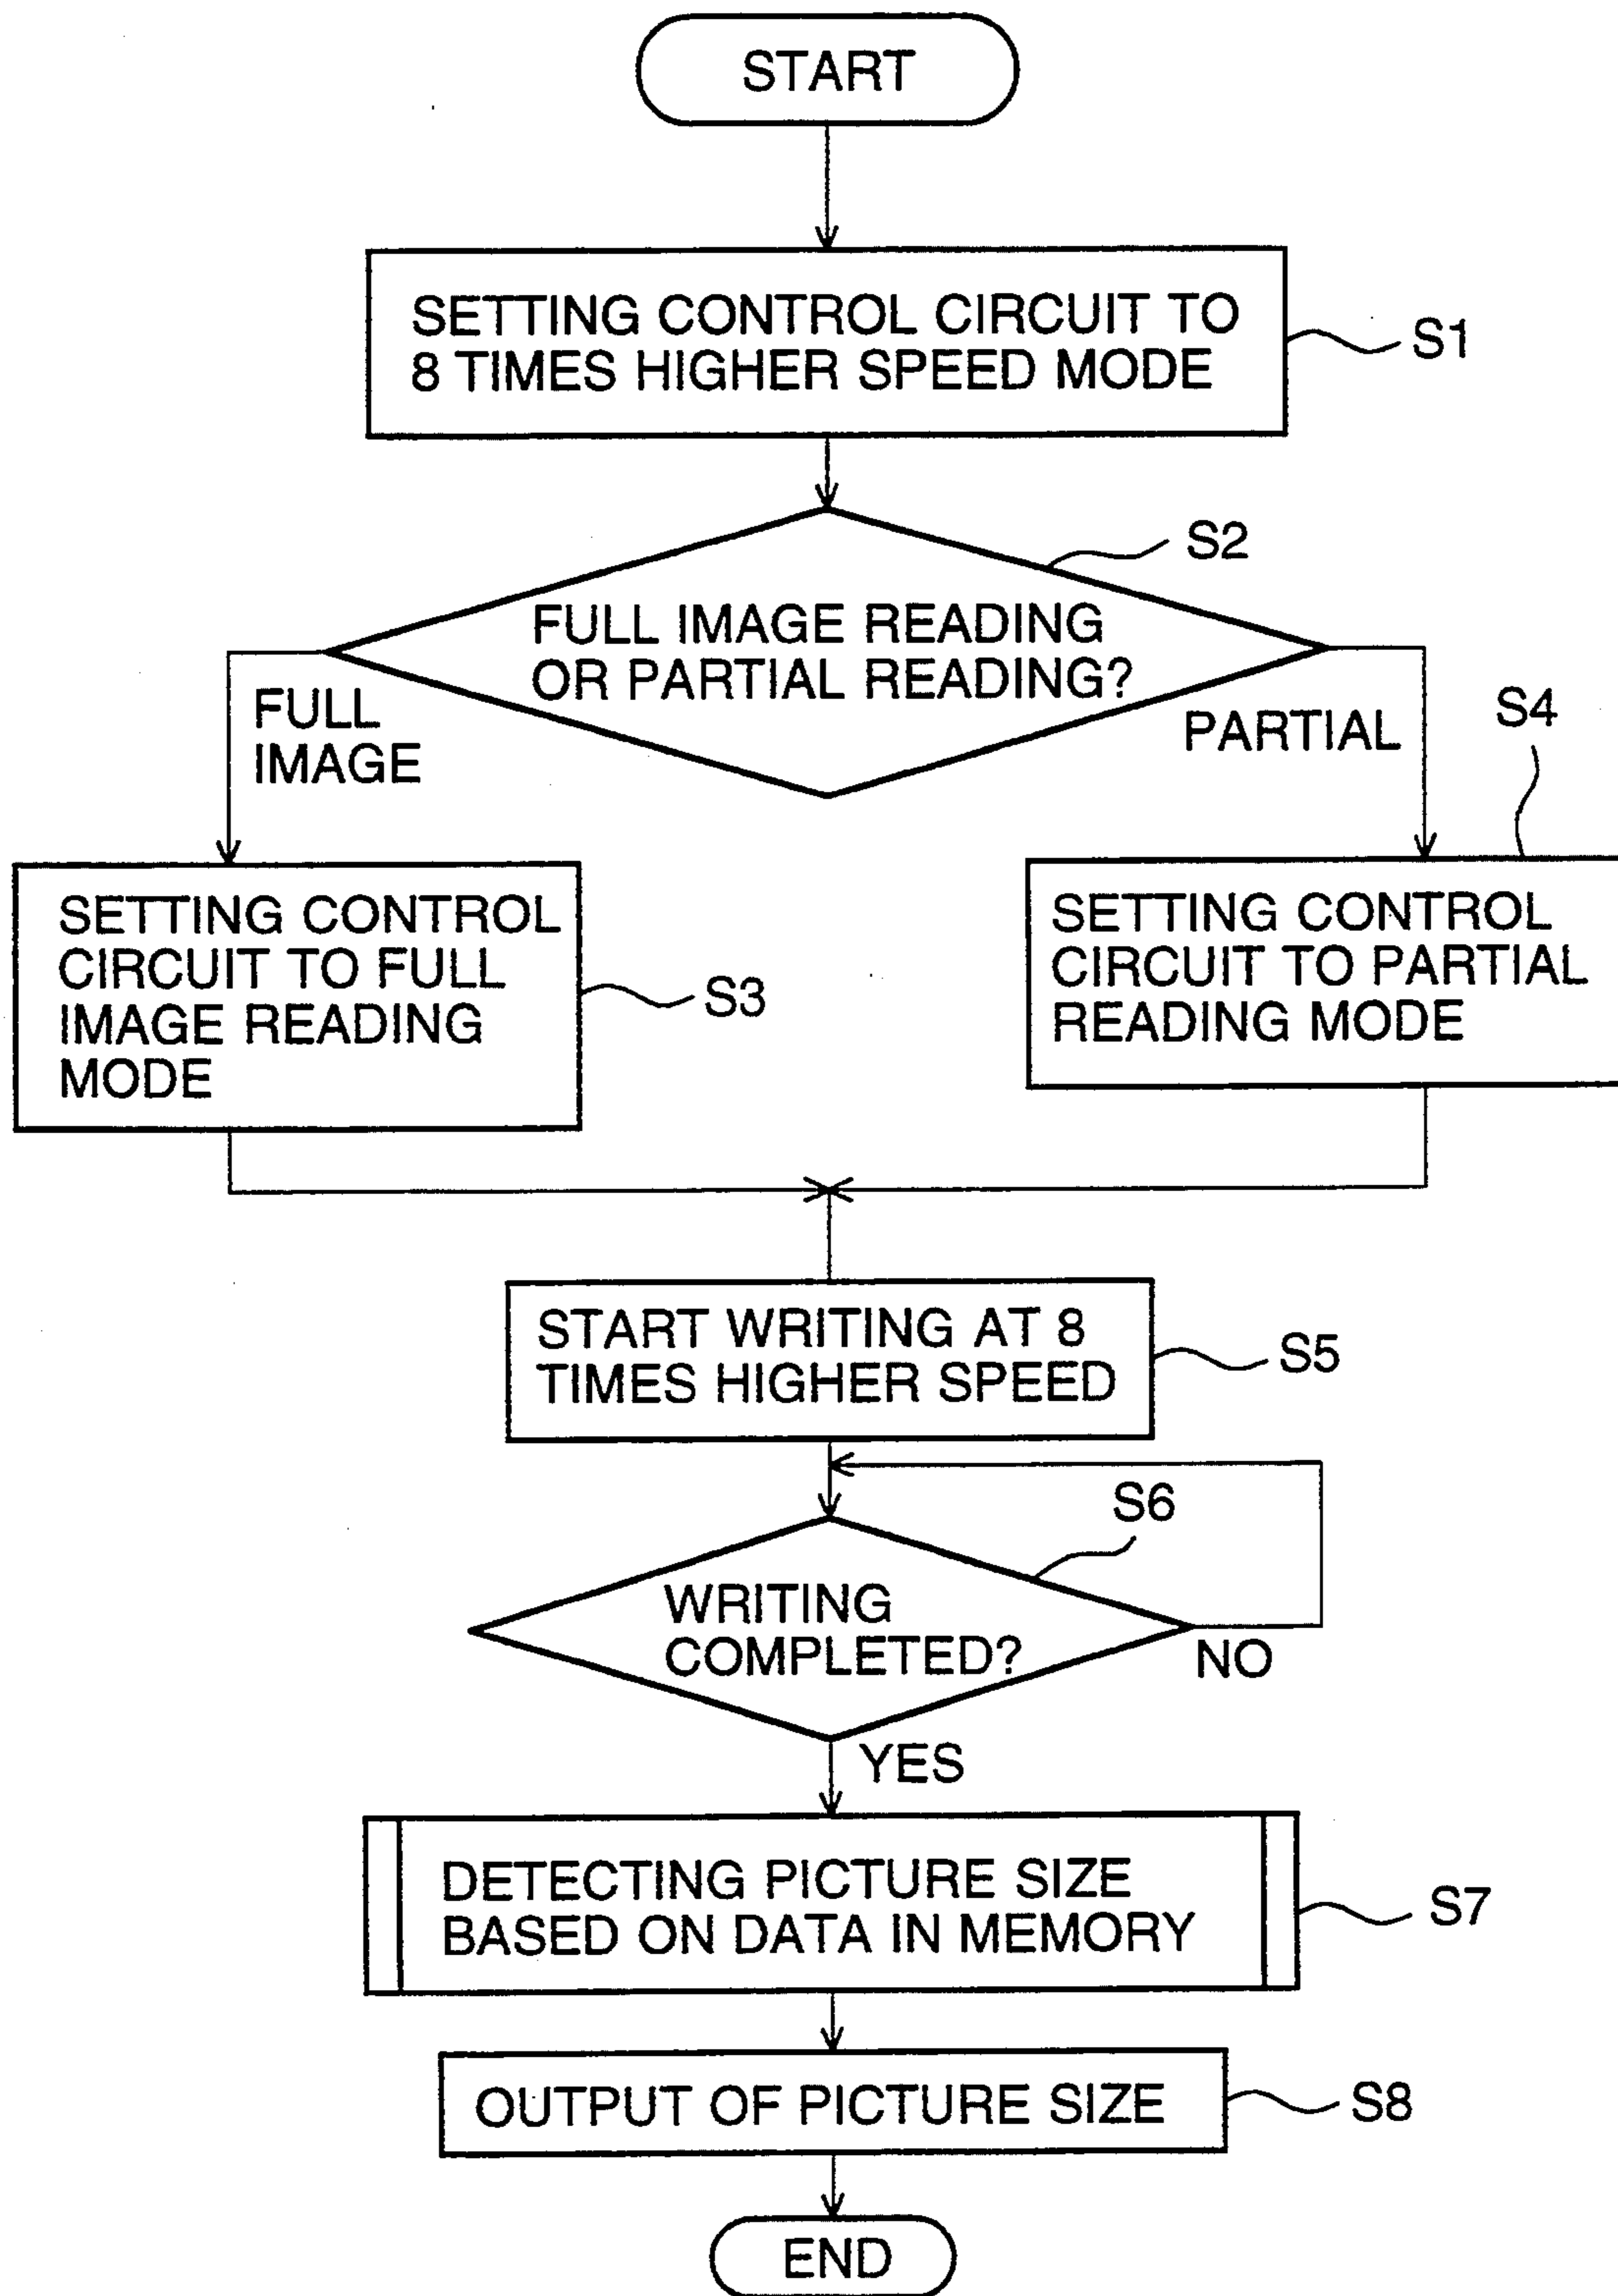 START
SETTING CONTROL CIRCUIT TO
8 TIMES HIGHER SPEED MODE
S1
S2
FULL IMAGE READING
OR PARTIAL READING?
FULL
IMAGE
PARTIAL
S4
SETTING CONTROL
CIRCUIT TO FULL
IMAGE READING
MODE
S3
SETTING CONTROL
CIRCUIT TO PARTIAL
READING MODE
START WRITING AT 8
TIMES HIGHER SPEED
S5
S6
WRITING
COMPLETED?
NO
YES
DETECTING PICTURE SIZE
BASED ON DATA IN MEMORY
S7
OUTPUT OF PICTURE SIZE
S8
END